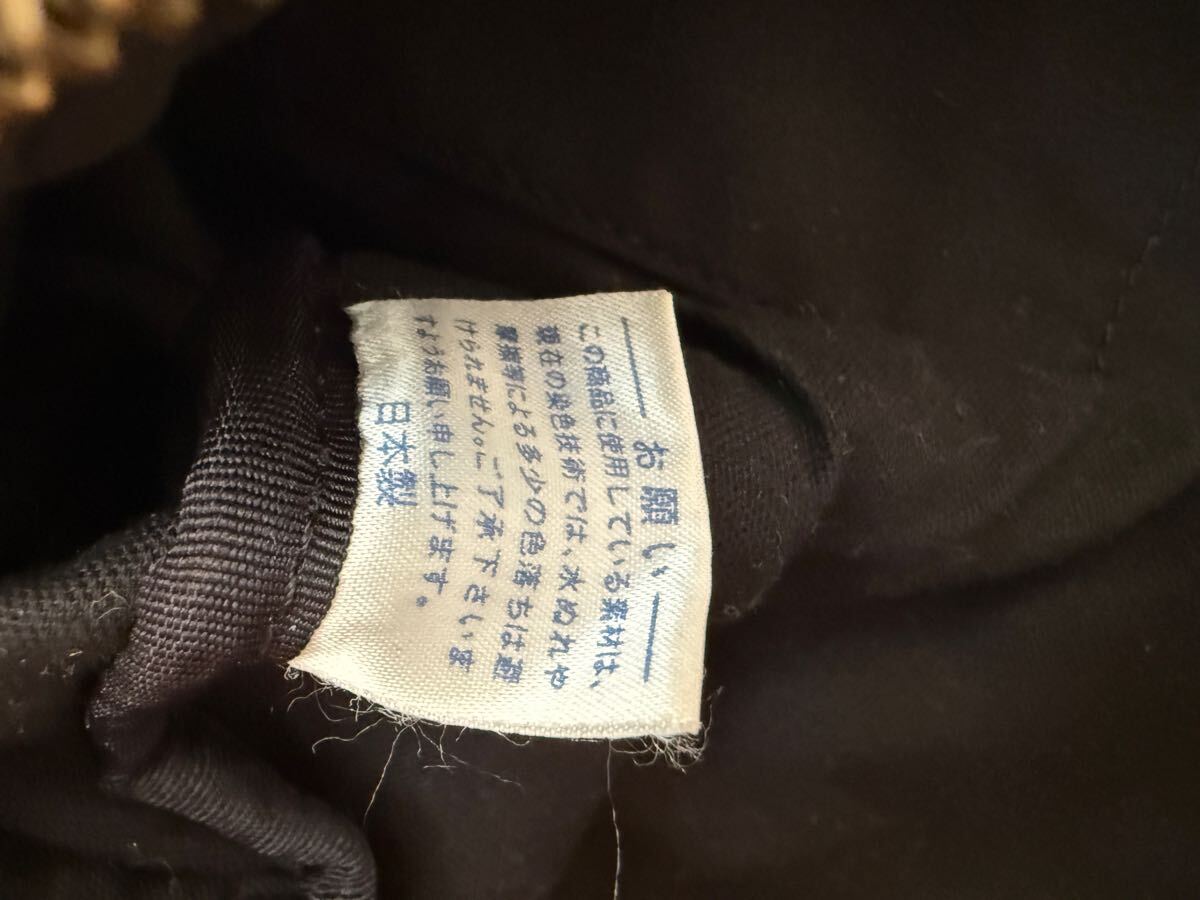 お願い
この商品に使用している素材は、
現在の染色技術では、水ぬれや
摩擦等による多少の色落ちは避
けられません。ご了承下さいま
すようお願い申し上げます。
日本製